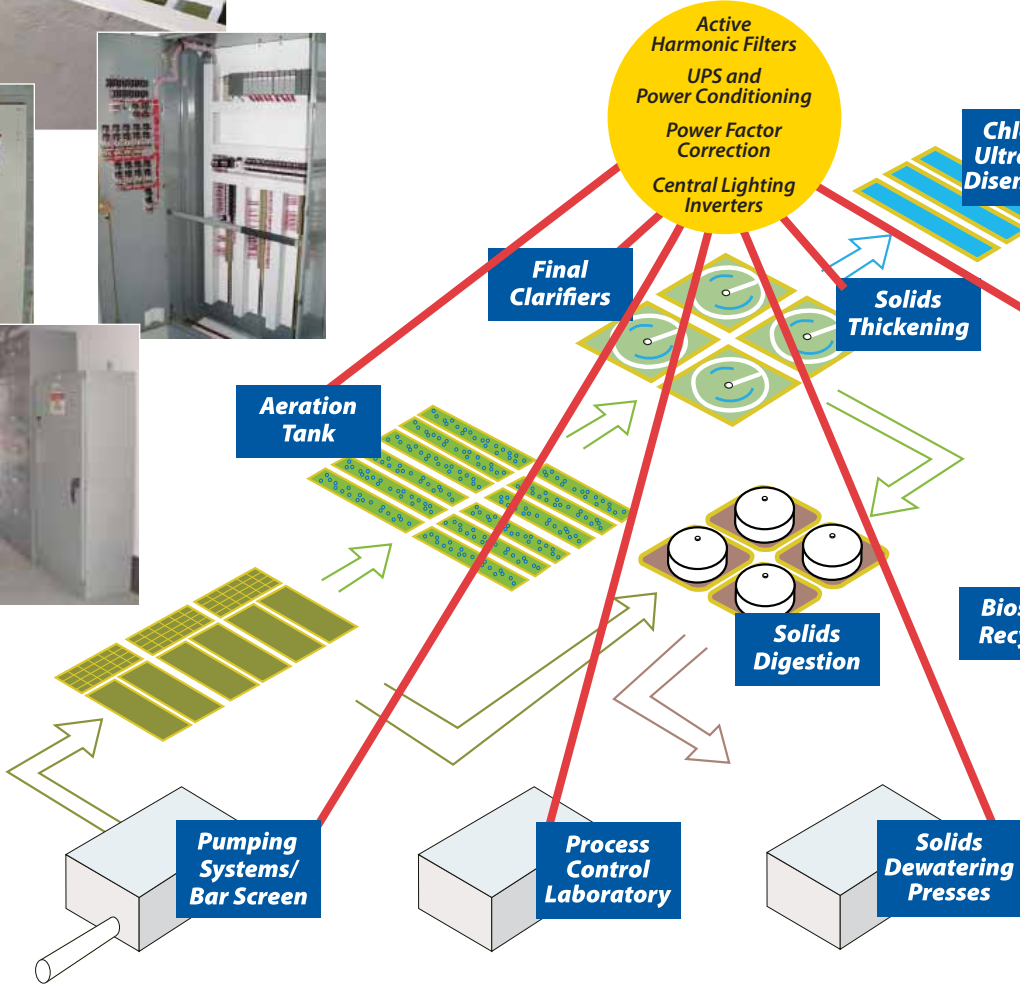 Active
Harmonic Filters
UPS and
Power Conditioning
Power Factor
Correction
Central Lighting
Inverters
Final
Clarifiers
Solids
Thickening
Aeration
Tank
Solids
Digestion
Pumping
Systems/
Bar Screen
Process
Control
Laboratory
Solids
Dewatering
Presses